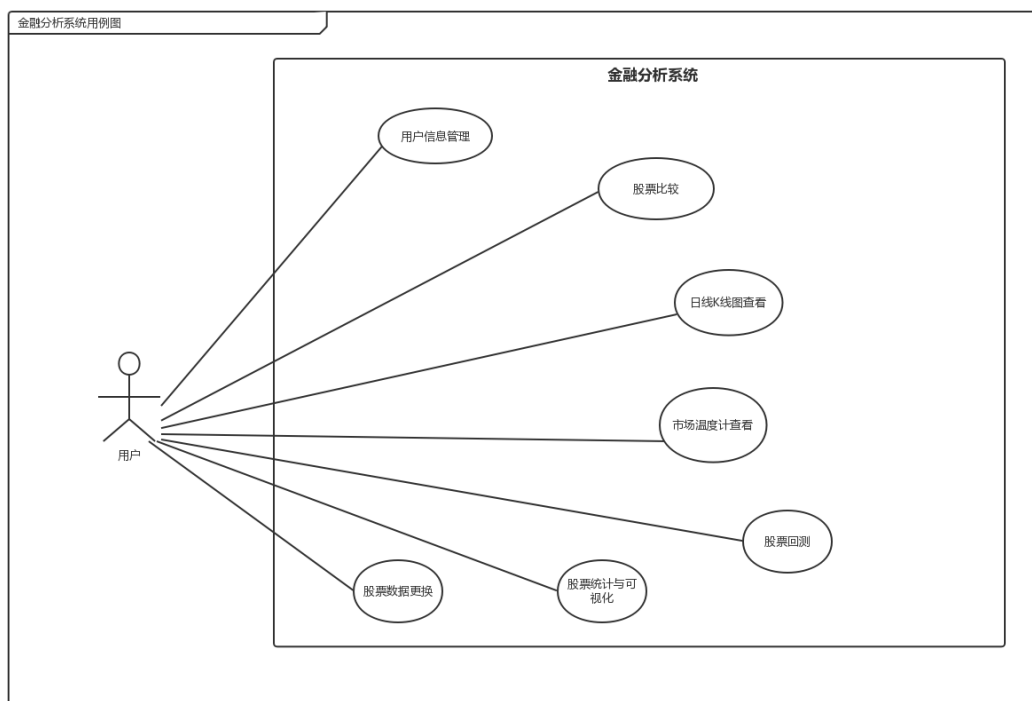 金融分析系统用例图
金融分析系统
用户信息管理
股票比较
日线K线图查看
市场温度计查看
用户
股票回测
股票数据更换
股票统计与可
视化